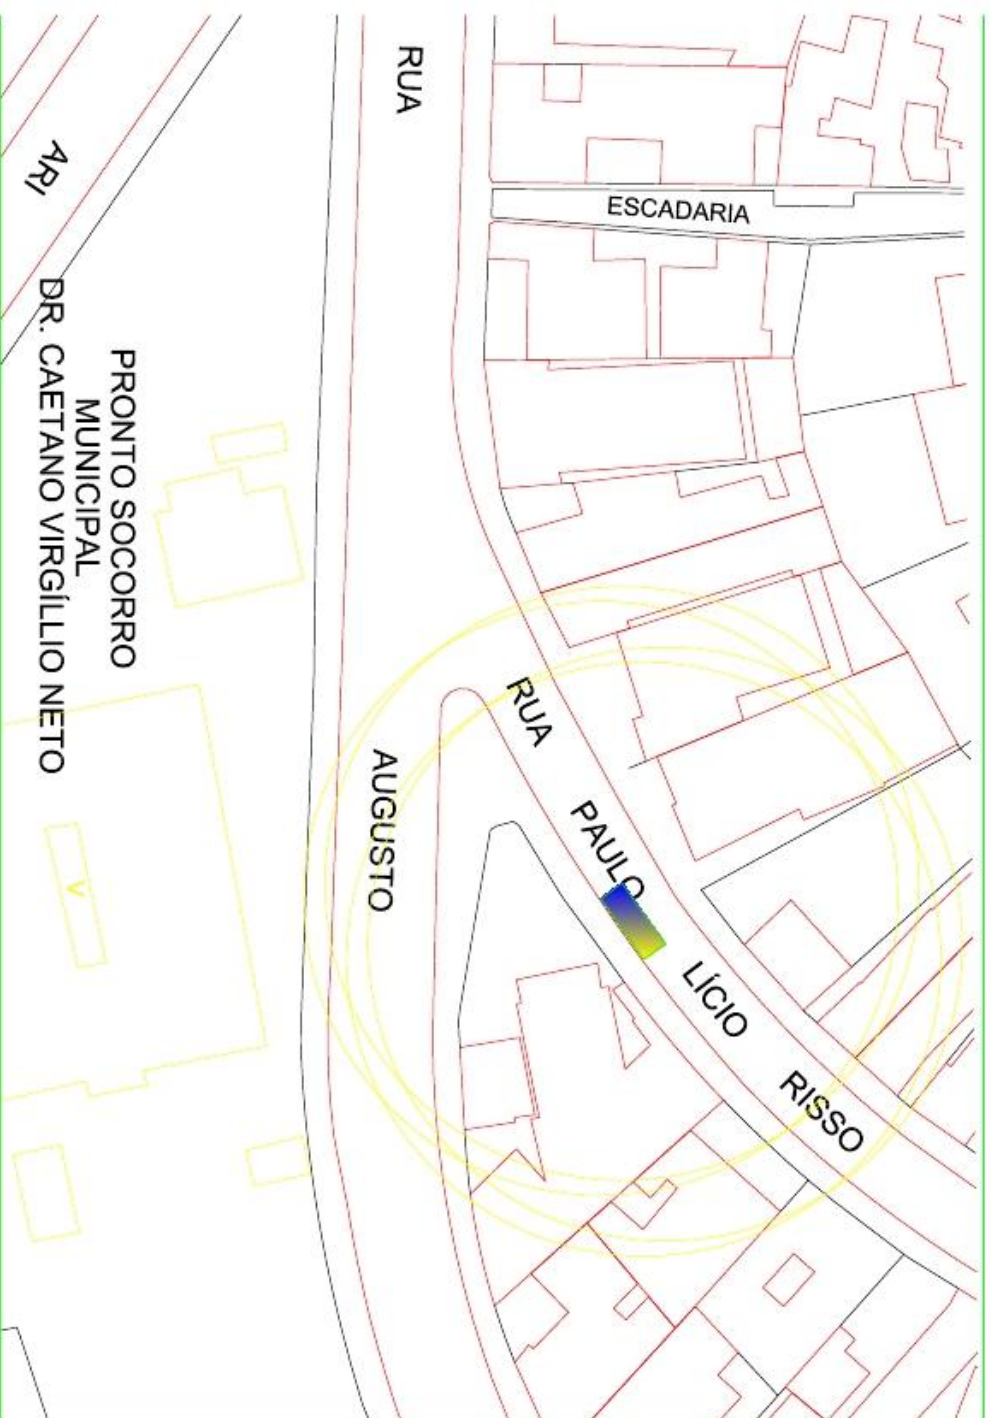 RUA
ARI
ESCADARIA
PRONTO SOCORRO
MUNICIPAL
DR. CAETANO VIRGÍLLIO NETO
RUA
AUGUSTO
PAULO
LÍCIO
RISSO
V